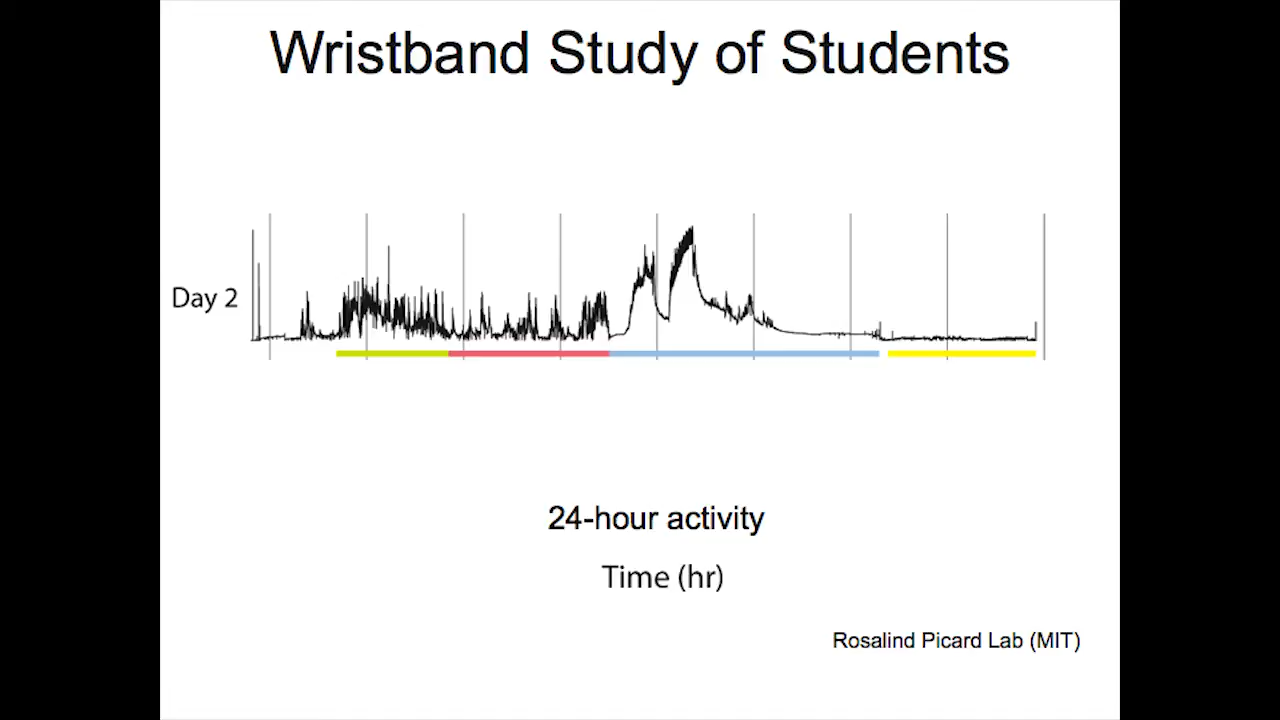 Wristband Study of Students
Day 2
24-hour activity
Time (hr)
Rosalind Picard Lab (MIT)